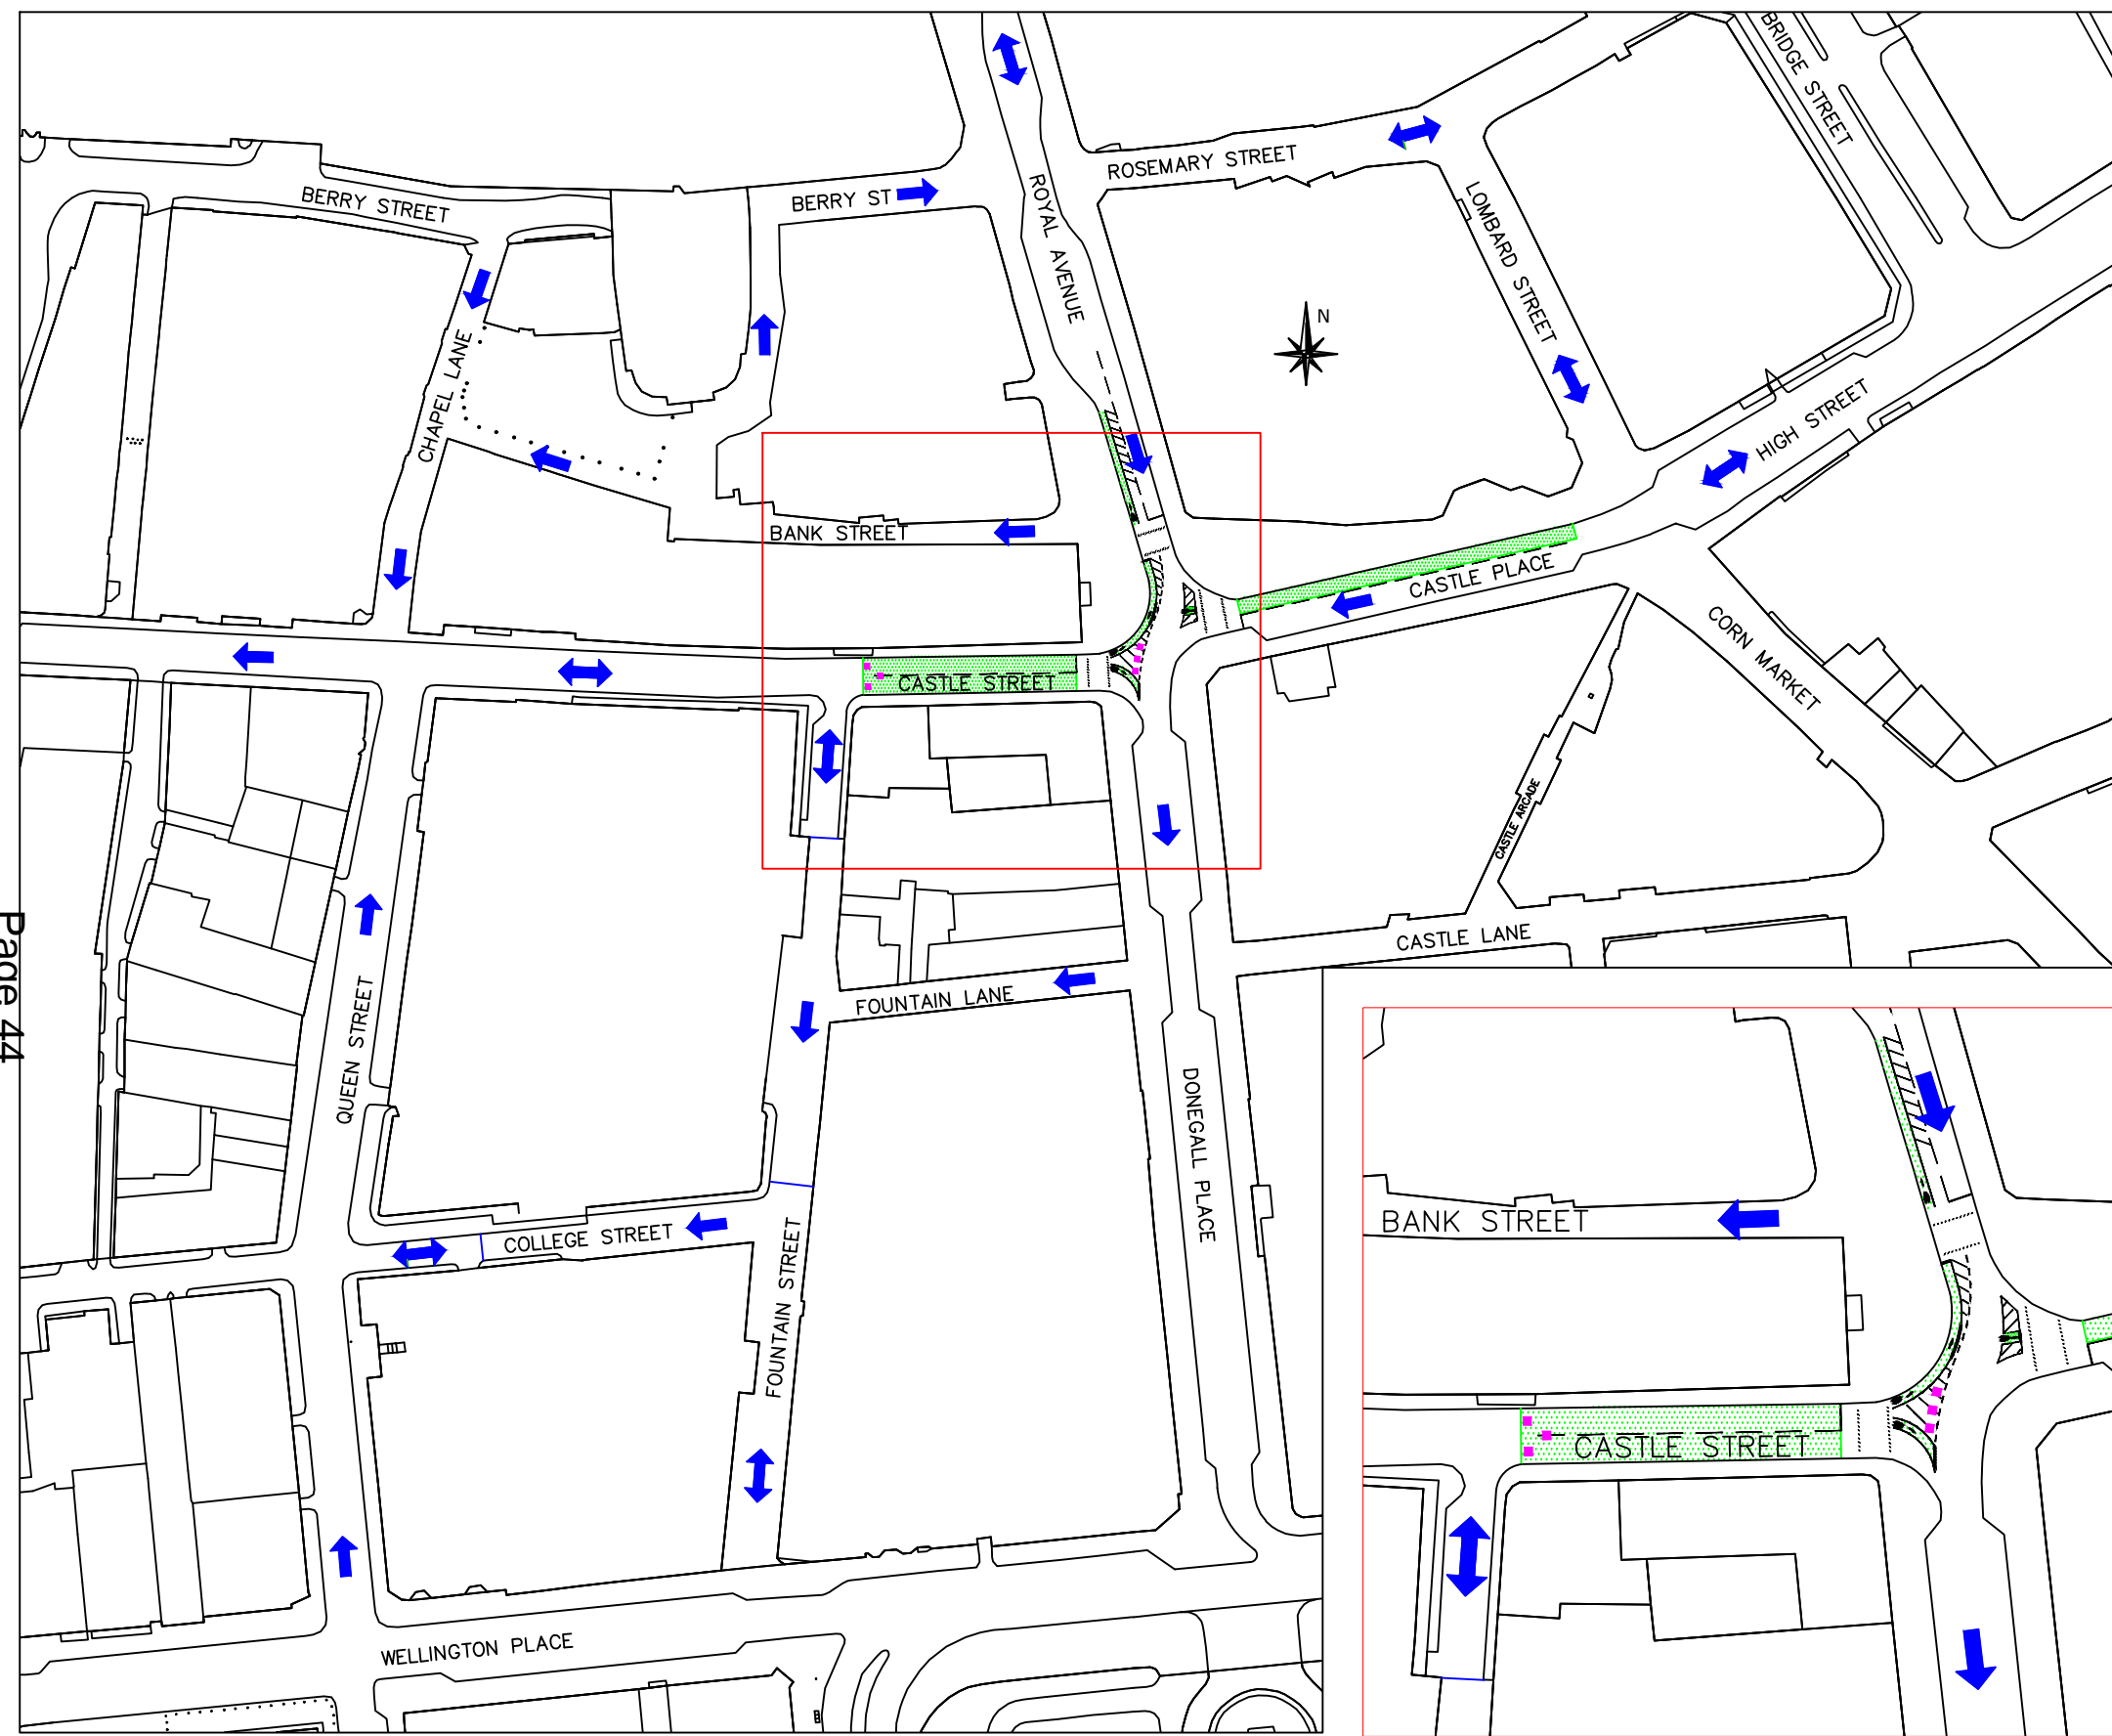 BRIDGE STREET
ROSEMARY STREET
BERRY STREET
BERRY ST
ROYAL AVENUE
LOMBARD STREET
N
CHAPEL LANE
HIGH STREET
BANK STREET
CASTLE PLACE
CORN MARKET
CASTLE STREET
CASTLE ARCADE
Page 44
CASTLE LANE
FOUNTAIN LANE
QUEEN STREET
DONEGALL PLACE
COLLEGE STREET
FOUNTAIN STREET
WELLINGTON PLACE
BANK STREET
CASTLE STREET